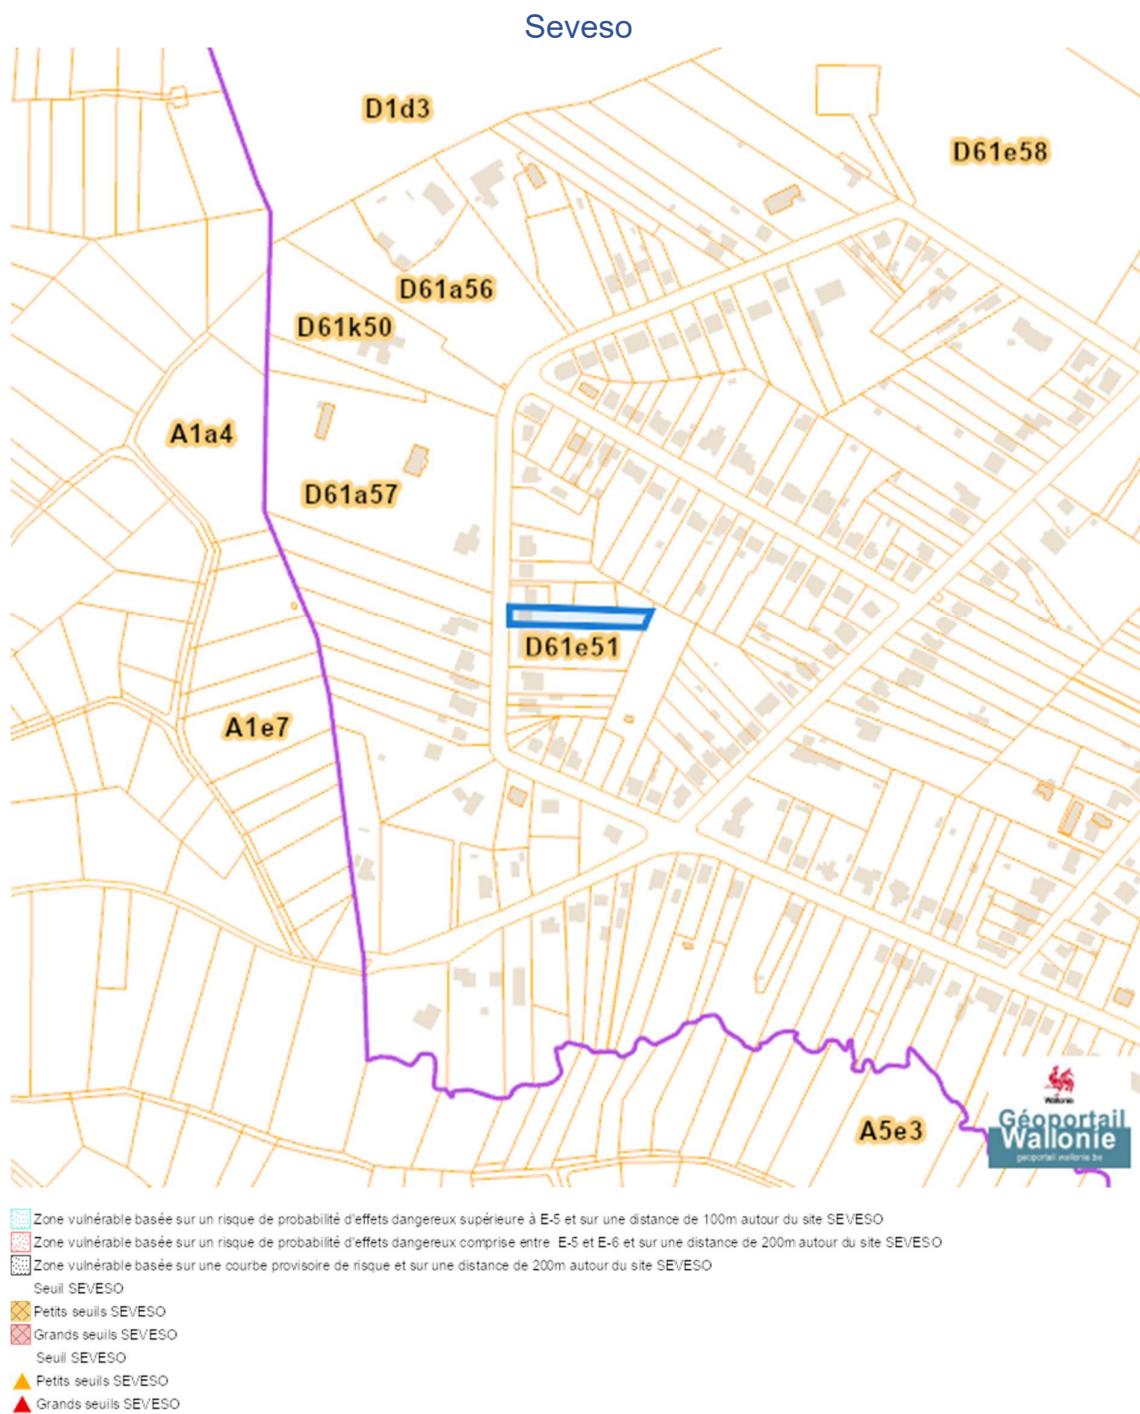 Seveso
D1d3
D61e58
D61a56
D61k50
A1a4
D61a57
D61e51
A1e7
A5e3
Wallonie
Géoportail
Wallonie
geoportail.wallonie.be
Zone vulnérable basée sur un risque de probabilité d'effets dangereux supérieure à E-5 et sur une distance de 100m autour du site SEVESO
Zone vulnérable basée sur un risque de probabilité d'effets dangereux comprise entre E-5 et E-6 et sur une distance de 200m autour du site SEVESO
Zone vulnérable basée sur une courbe provisoire de risque et sur une distance de 200m autour du site SEVESO
Seuil SEVESO
Petits seuils SEVESO
Grands seuils SEVESO
Seuil SEVESO
Petits seuils SEVESO
Grands seuils SEVESO